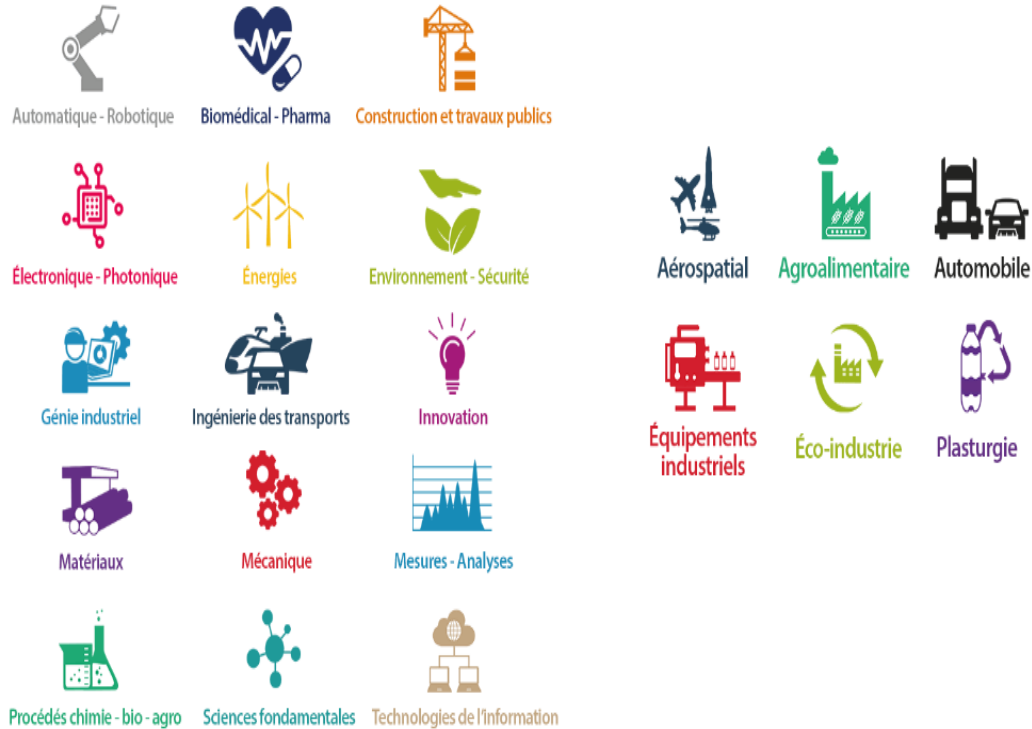 Automatique - Robotique
Biomédical - Pharma
Construction et travaux publics
Électronique - Photonique
Énergies
Environnement - Sécurité
Génie industriel
Ingénierie des transports
Innovation
Matériaux
Mécanique
Mesures - Analyses
Procédés chimie - bio - agro
Sciences fondamentales
Technologies de l'information
Aérospatial
Agroalimentaire
Automobile
Équipements
industriels
Éco-industrie
Plasturgie